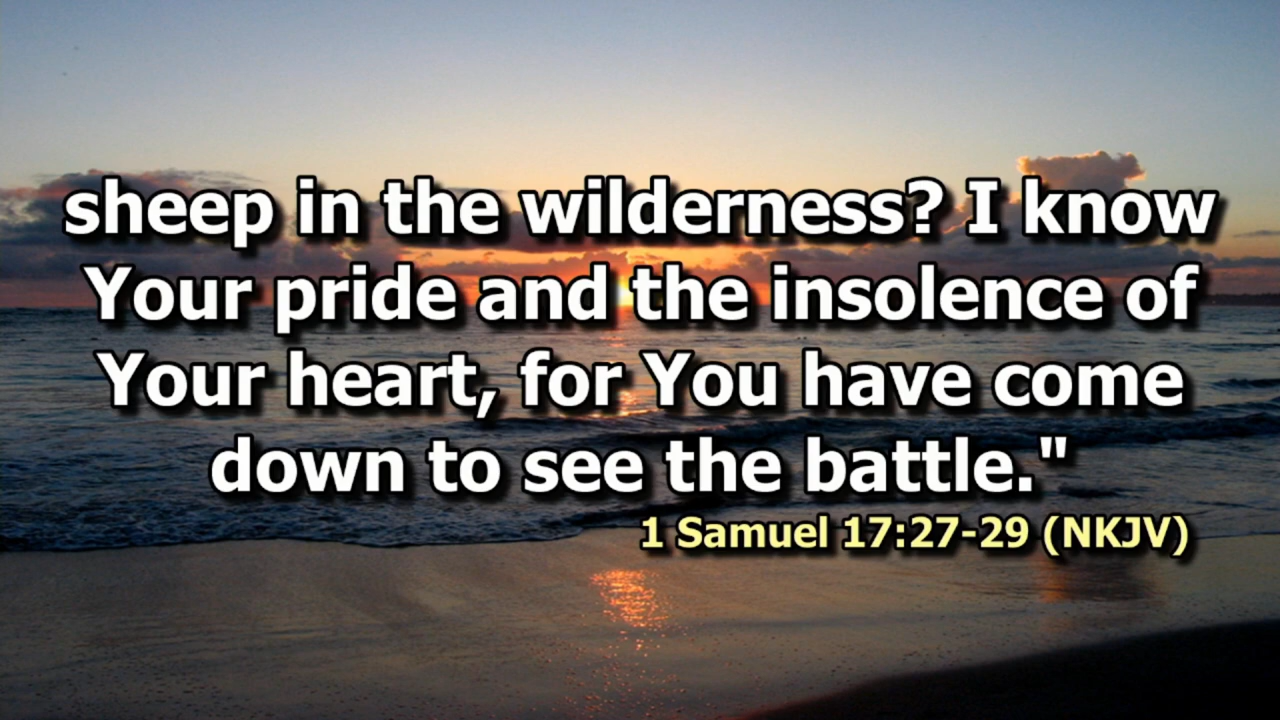 sheep in the wilderness? I know
Your pride and the insolence of
Your heart, for You have come
down to see the battle."
1 Samuel 17:27-29 (NKJV)